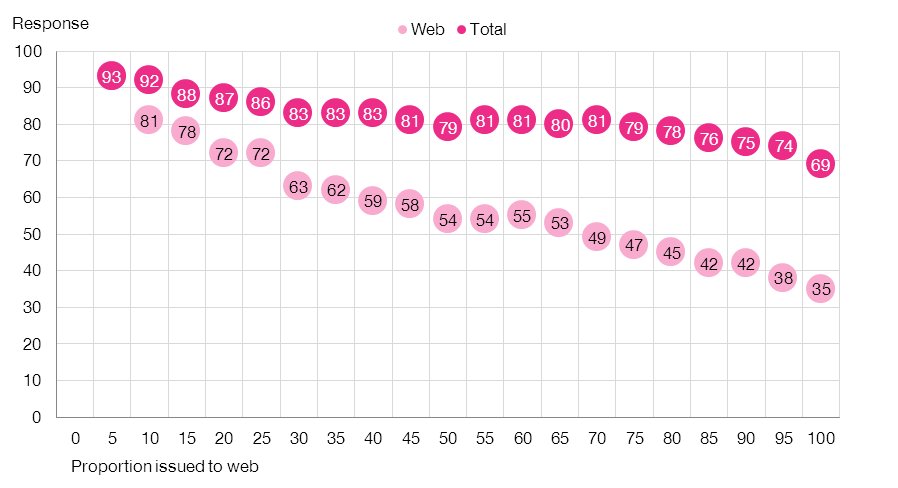 Response
Web Total
100
90
80
70
60
50
40
30
20
10
0
93 92 88 87 86 83 83 83 81 79 81 81 80 81 79 78 76 75 74 69
81 78 72 72 63 62 59 58 54 54 55 53 49 47 45 42 42 38 35
0 5 10 15 20 25 30 35 40 45 50 55 60 65 70 75 80 85 90 95 100
Proportion issued to web